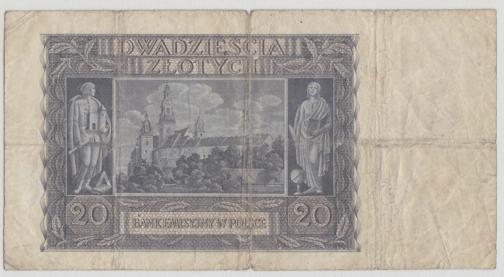 DWADZIEŚCIA
ZŁOTYCH
20 20
BANK EMISYJNY W POLSCE